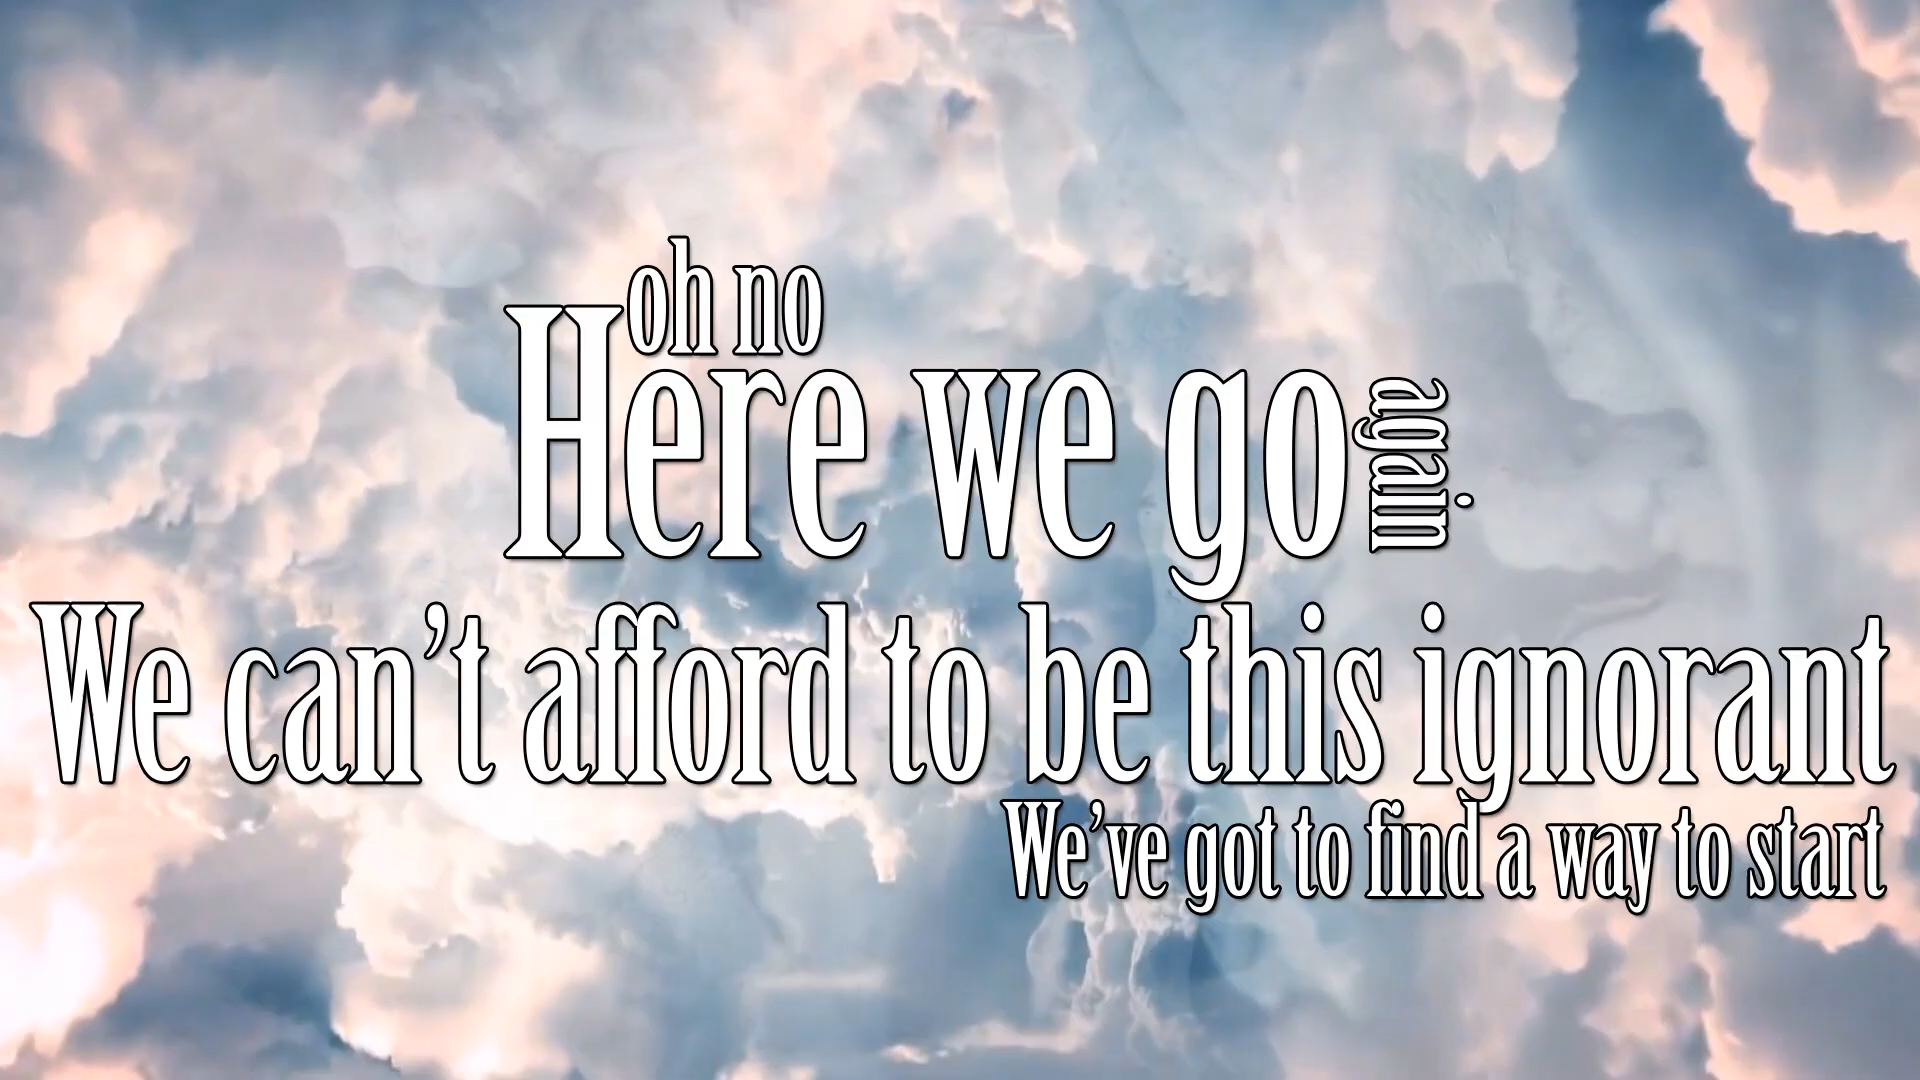 oh no
Here we go
again
We can't afford to be this ignorant
We've got to find a way to start